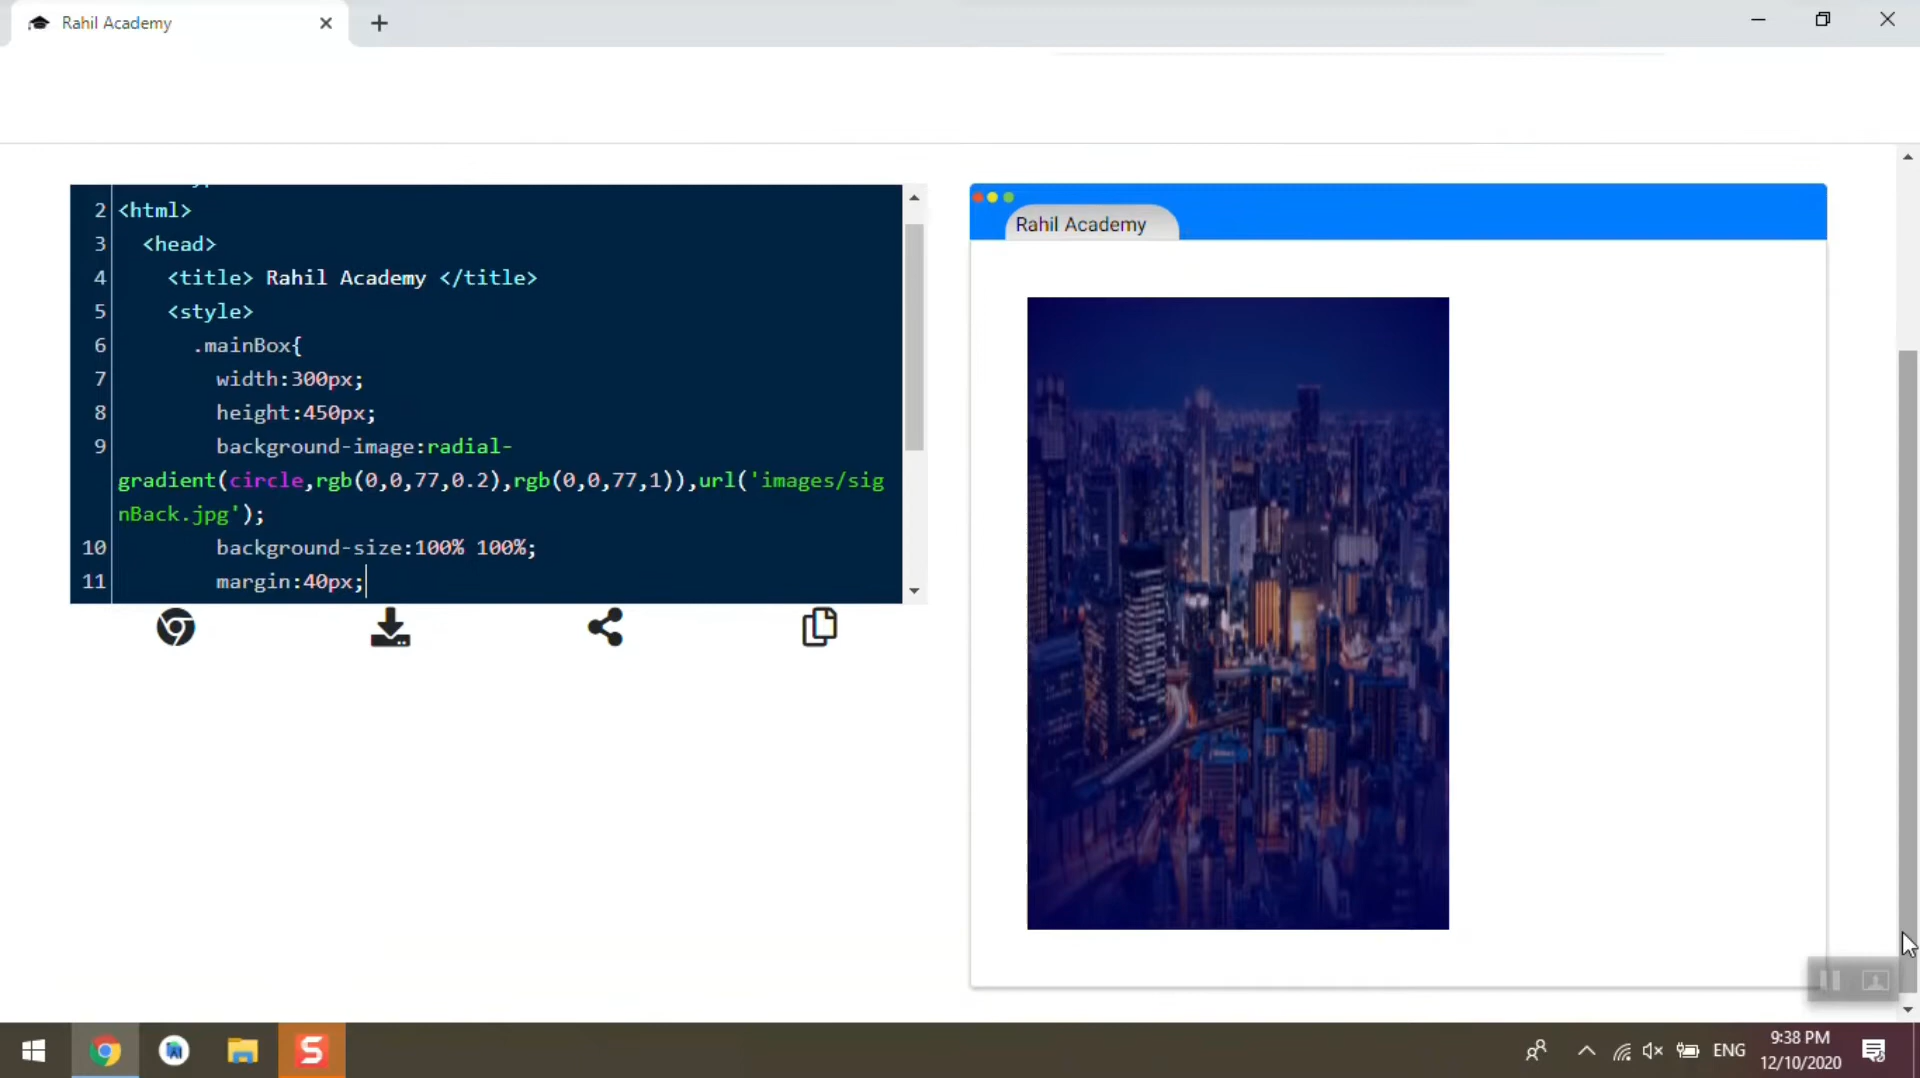 Rahil Academy
2 <html>
3 <head>
4 <title> Rahil Academy </title>
5 <style>
6 .mainBox{
7 width:300px;
8 height:450px;
9 background-image:radial-
gradient(circle,rgb(0,0,77,0.2),rgb(0,0,77,1)),url('images/sig
nBack.jpg');
10 background-size:100% 100%;
11 margin:40px;
Rahil Academy
ENG
9:38 PM
12/10/2020